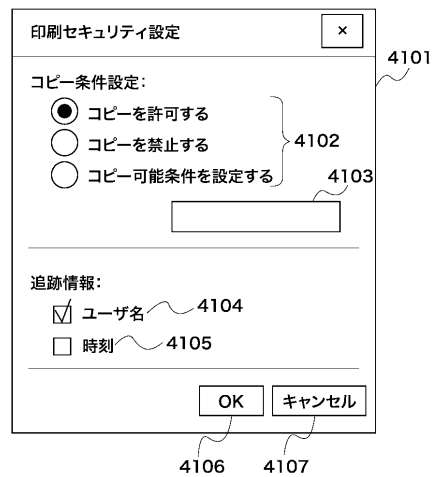 印刷セキュリティ設定
×
4101
コピー条件設定:
コピーを許可する
コピーを禁止する
4102
コピー可能条件を設定する
4103
追跡情報:
ユーザ名
4104
時刻
4105
OK
キャンセル
4106
4107